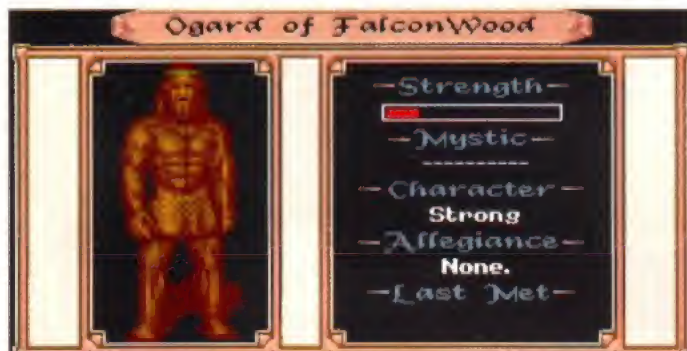 Ogard of FalconWood
Strength
Mystic
----------
Character
Strong
Allegiance
None.
Last Met